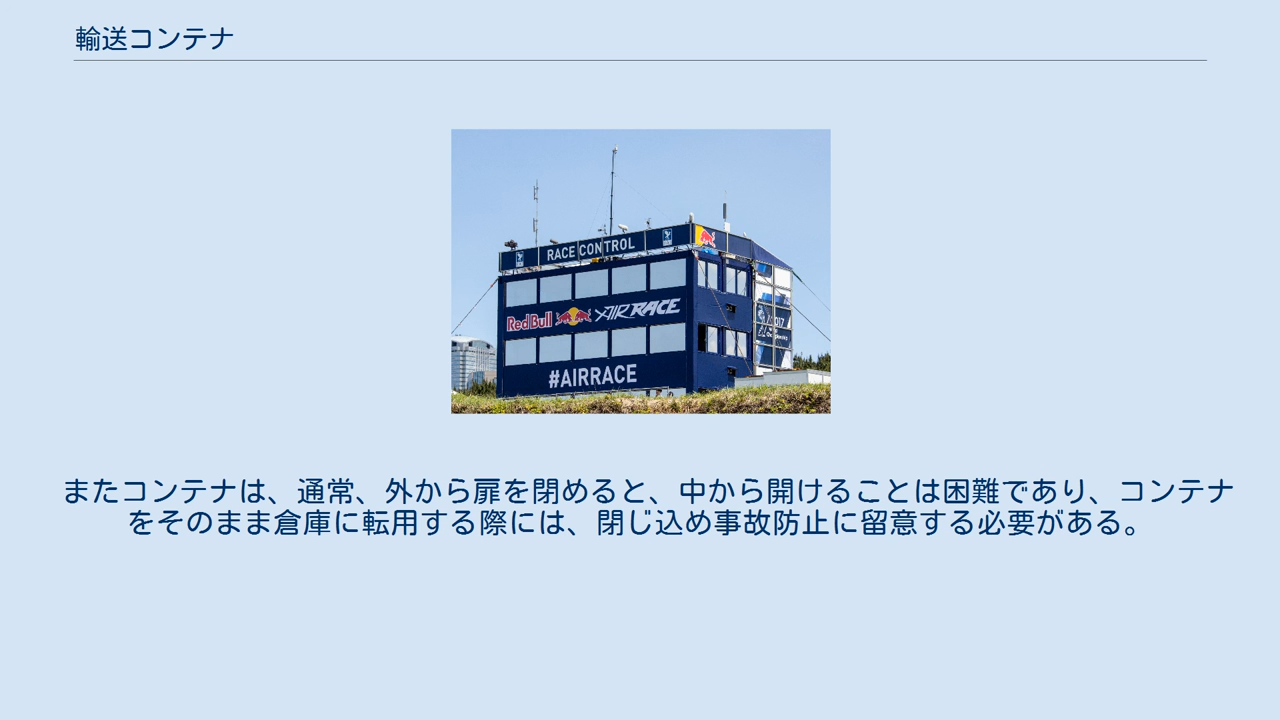 輸送コンテナ
RACE CONTROL
Red Bull AIR RACE
#AIRRACE
またコンテナは、通常、外から扉を閉めると、中から開けることは困難であり、コンテナ
をそのまま倉庫に転用する際には、閉じ込め事故防止に留意する必要がある。